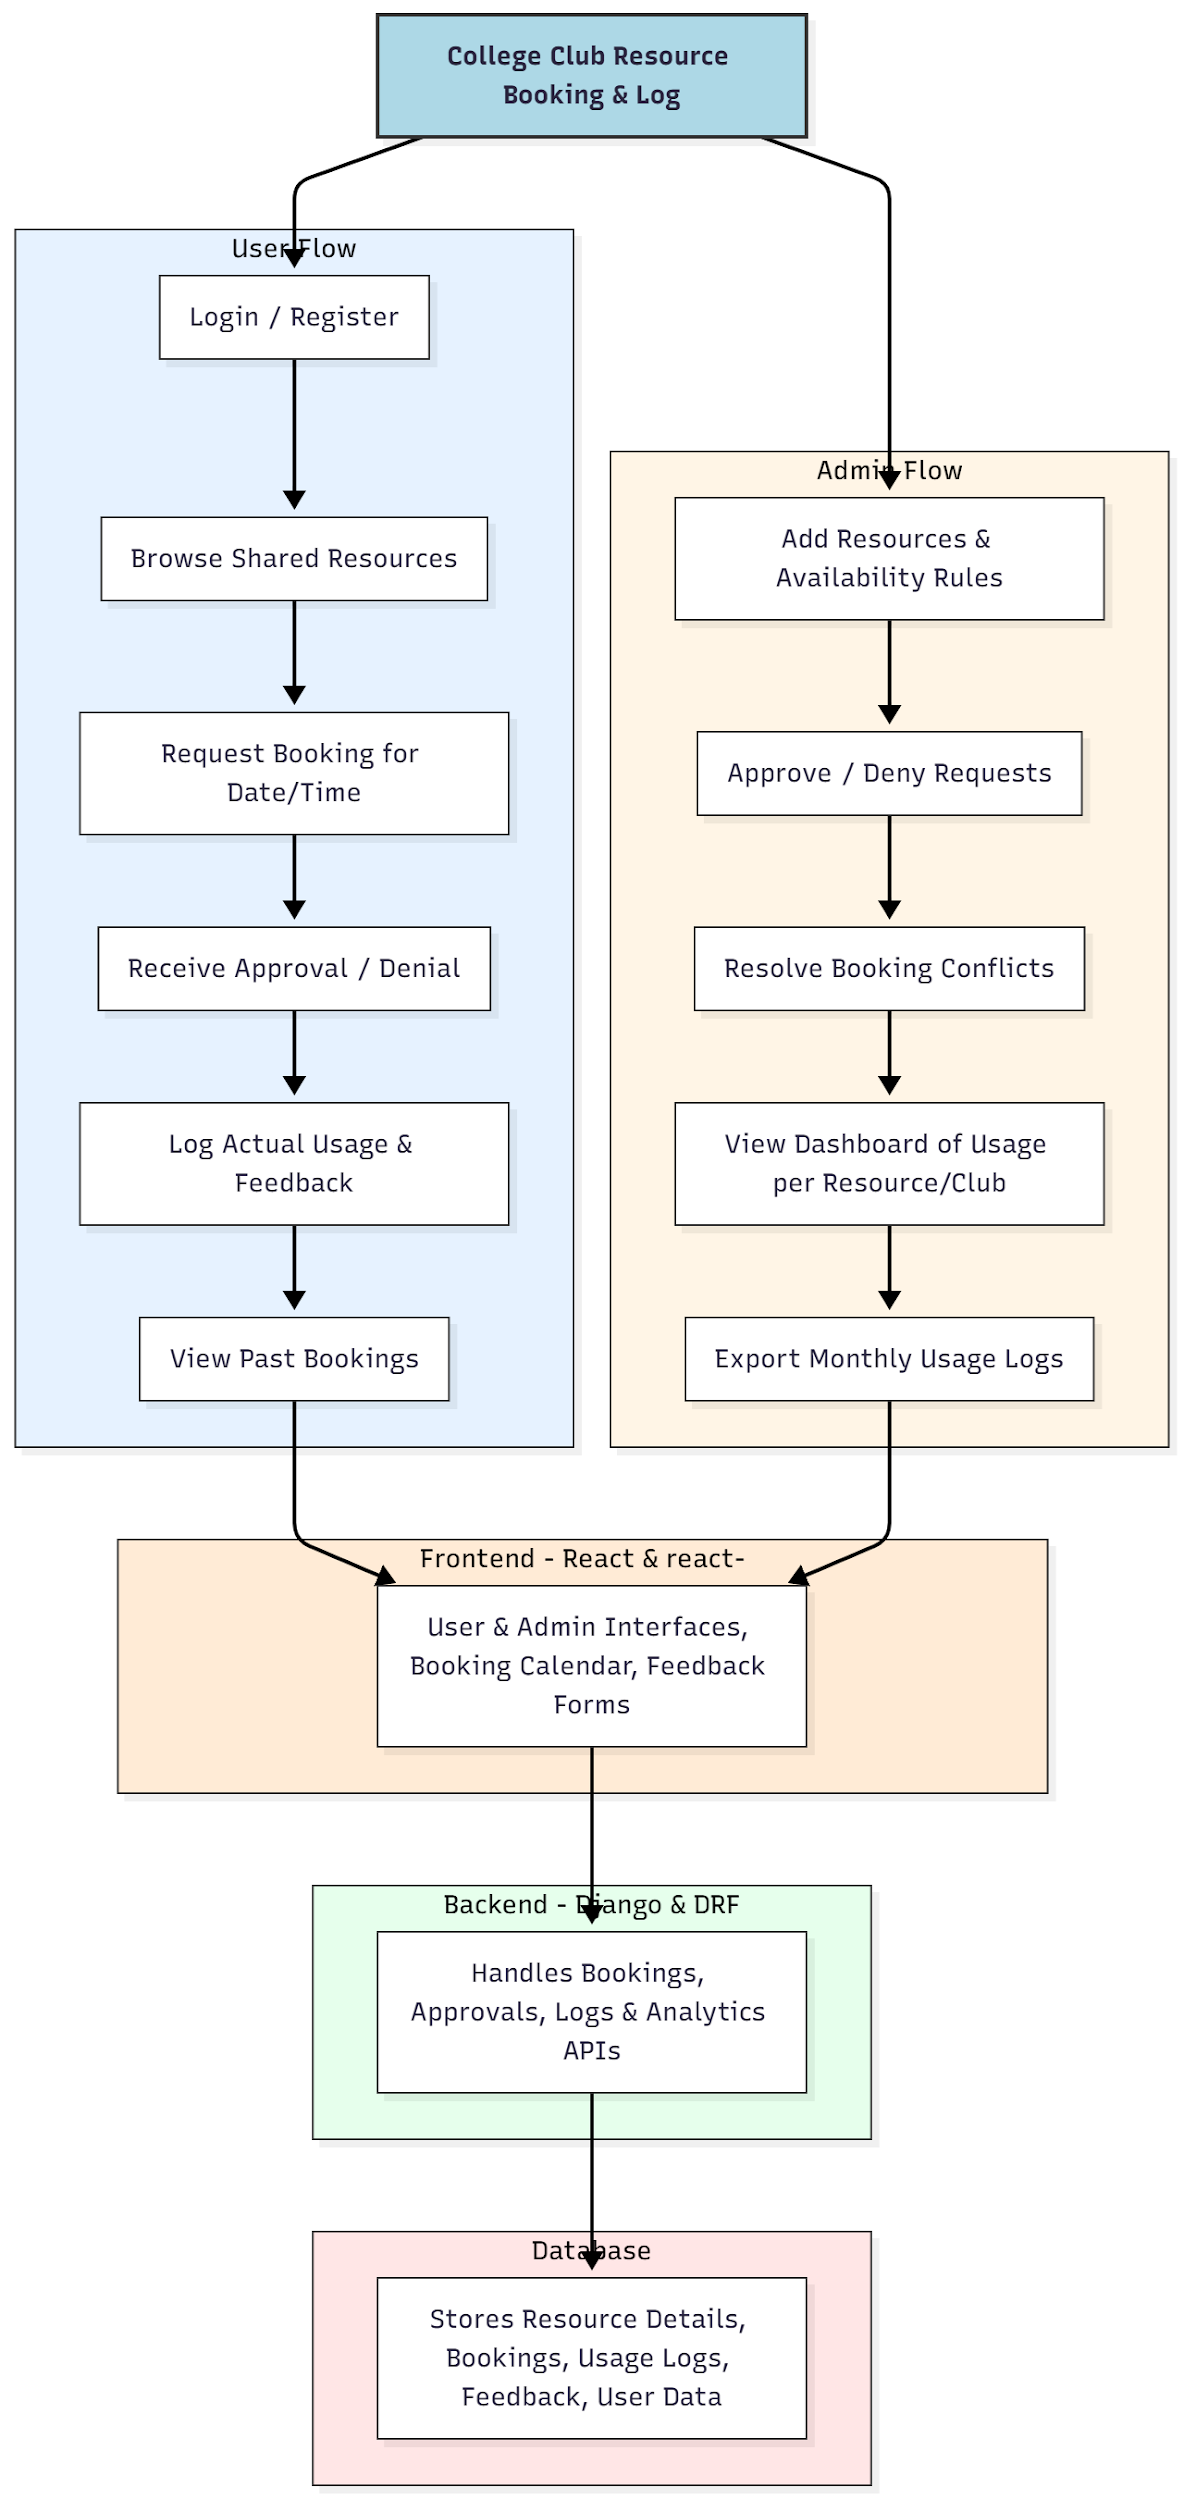 College Club Resource
Booking & Log
User Flow
Login / Register
Browse Shared Resources
Request Booking for
Date/Time
Receive Approval / Denial
Log Actual Usage &
Feedback
View Past Bookings
Admin Flow
Add Resources &
Availability Rules
Approve / Deny Requests
Resolve Booking Conflicts
View Dashboard of Usage
per Resource/Club
Export Monthly Usage Logs
Frontend - React & react-
User & Admin Interfaces,
Booking Calendar, Feedback
Forms
Backend - Django & DRF
Handles Bookings,
Approvals, Logs & Analytics
APIs
Database
Stores Resource Details,
Bookings, Usage Logs,
Feedback, User Data